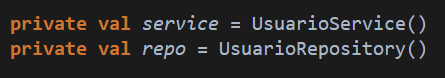 private val service = UsuarioService()
private val repo = UsuarioRepository()